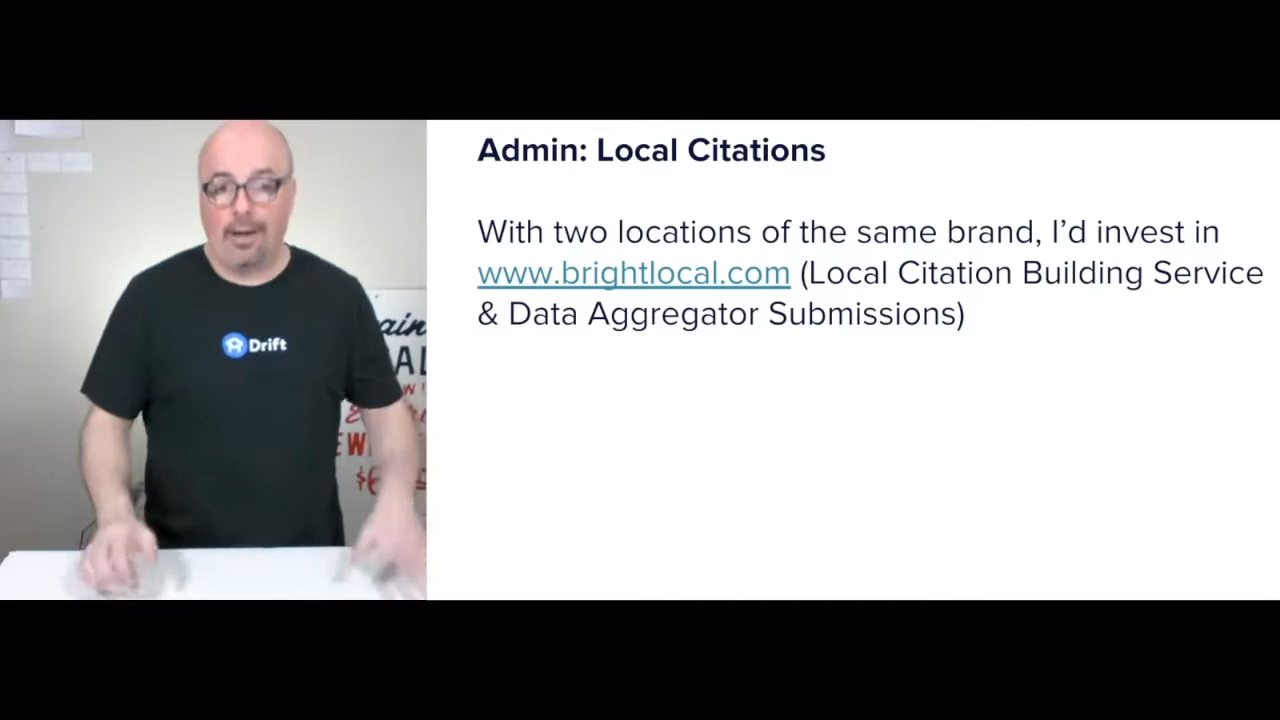 Admin: Local Citations
With two locations of the same brand, I’d invest in
www.brightlocal.com (Local Citation Building Service
& Data Aggregator Submissions)
Drift